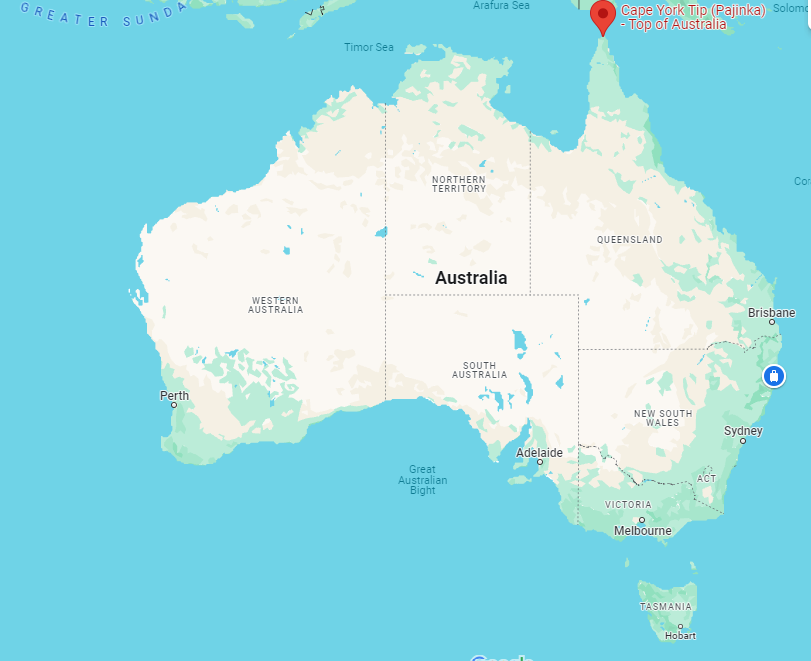 GREATER SUNDA
Arafura Sea
Cape York Tip (Pajinka)
- Top of Australia
Timor Sea
NORTHERN
TERRITORY
QUEENSLAND
Australia
WESTERN
AUSTRALIA
Brisbane
SOUTH
AUSTRALIA
Perth
NEW SOUTH
WALES
Sydney
Adelaide
Great
Australian
Bight
ACT
VICTORIA
Melbourne
TASMANIA
Hobart